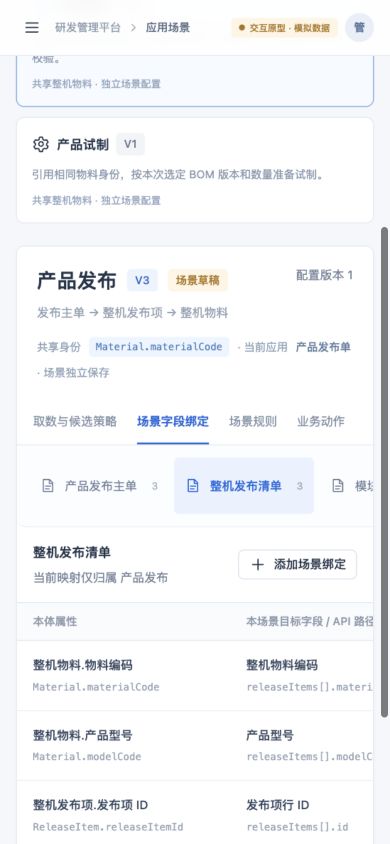 研发管理平台 > 应用场景 交互原型 · 模拟数据 管
校验。
共享整机物料 · 独立场景配置
产品试制 V1
引用相同物料身份，按本次选定 BOM 版本和数量准备试制。
共享整机物料 · 独立场景配置
产品发布 V3 场景草稿 配置版本 1
发布主单 → 整机发布项 → 整机物料
共享身份 Material.materialCode · 当前应用 产品发布单
· 场景独立保存
取数与候选策略 场景字段绑定 场景规则 业务动作
产品发布主单 3 整机发布清单 3 模块
整机发布清单
当前映射仅归属 产品发布
+ 添加场景绑定
本体属性 本场景目标字段 / API 路径
整机物料.物料编码 整机物料编码
Material.materialCode releaseItems[].materi
整机物料.产品型号 产品型号
Material.modelCode releaseItems[].modelC
整机发布项.发布项 ID 发布项行 ID
ReleaseItem.releaseItemId releaseItems[].id